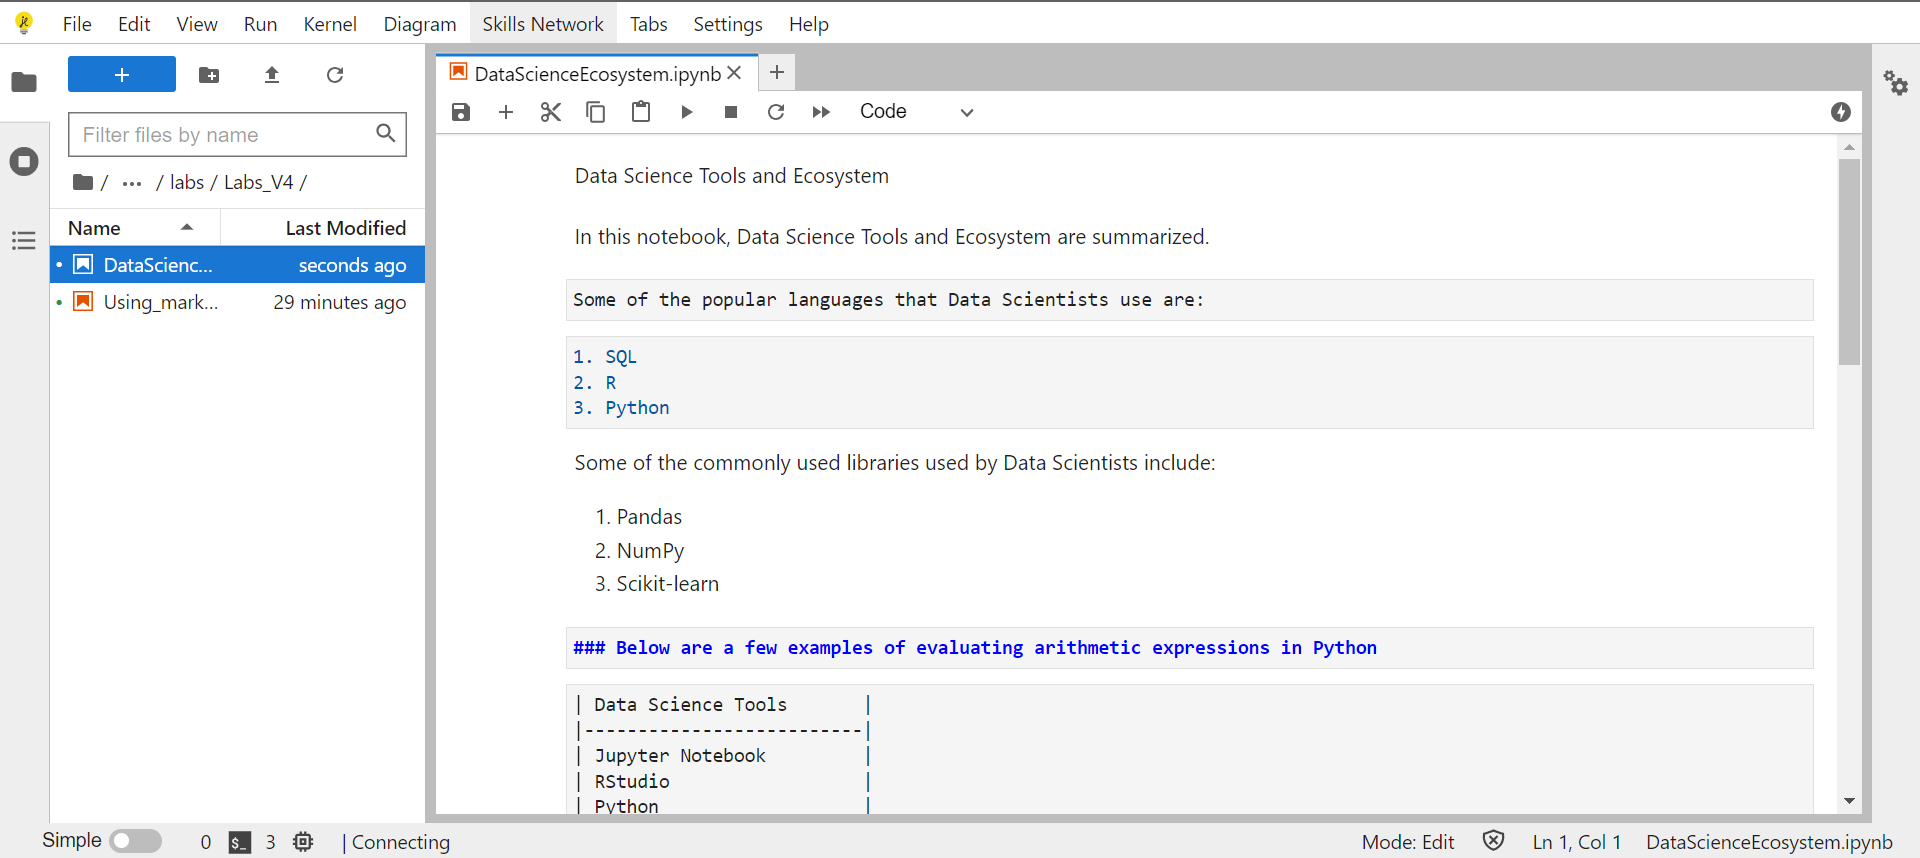 File Edit View Run Kernel Diagram Skills Network Tabs Settings Help
DataScienceEcosystem.ipynb
Code
Filter files by name
/ ··· / labs / Labs_V4 /
Name Last Modified
DataScienc... seconds ago
Using_mark... 29 minutes ago
Data Science Tools and Ecosystem
In this notebook, Data Science Tools and Ecosystem are summarized.
Some of the popular languages that Data Scientists use are:
1. SQL
2. R
3. Python
Some of the commonly used libraries used by Data Scientists include:
1. Pandas
2. NumPy
3. Scikit-learn
### Below are a few examples of evaluating arithmetic expressions in Python
| Data Science Tools |
|--------------------------|
| Jupyter Notebook |
| RStudio |
| Python |
Simple 0 $_ 3 | Connecting Mode: Edit Ln 1, Col 1 DataScienceEcosystem.ipynb